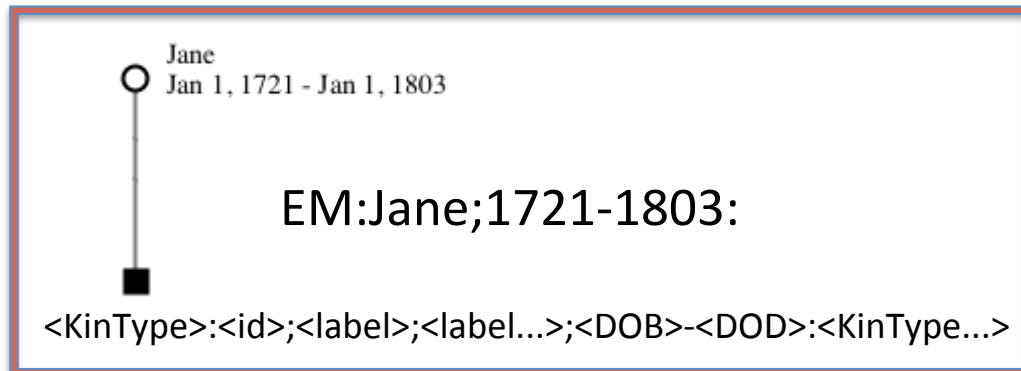 Jane
Jan 1, 1721 - Jan 1, 1803
EM:Jane;1721-1803:
<KinType>:<id>;<label>;<label...>;<DOB>-<DOD>:<KinType...>